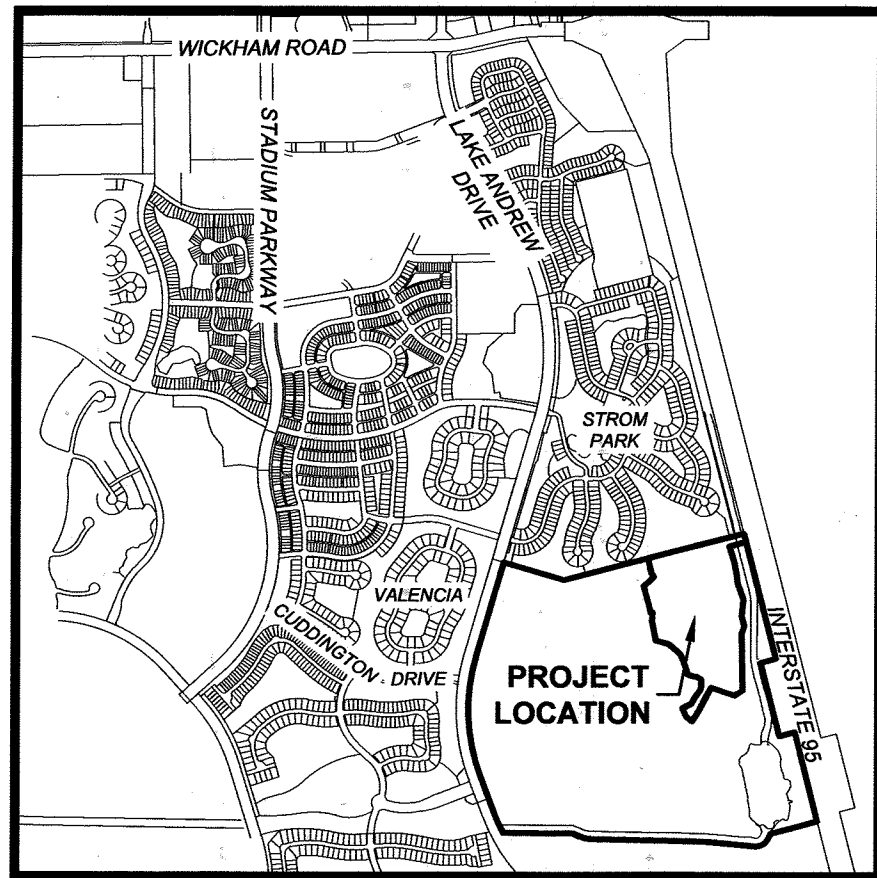 WICKHAM ROAD
STADIUM PARKWAY
LAKE ANDREW
DRIVE
STROM
PARK
VALENCIA
CUDDINGTON
DRIVE
PROJECT
LOCATION
INTERSTATE 95